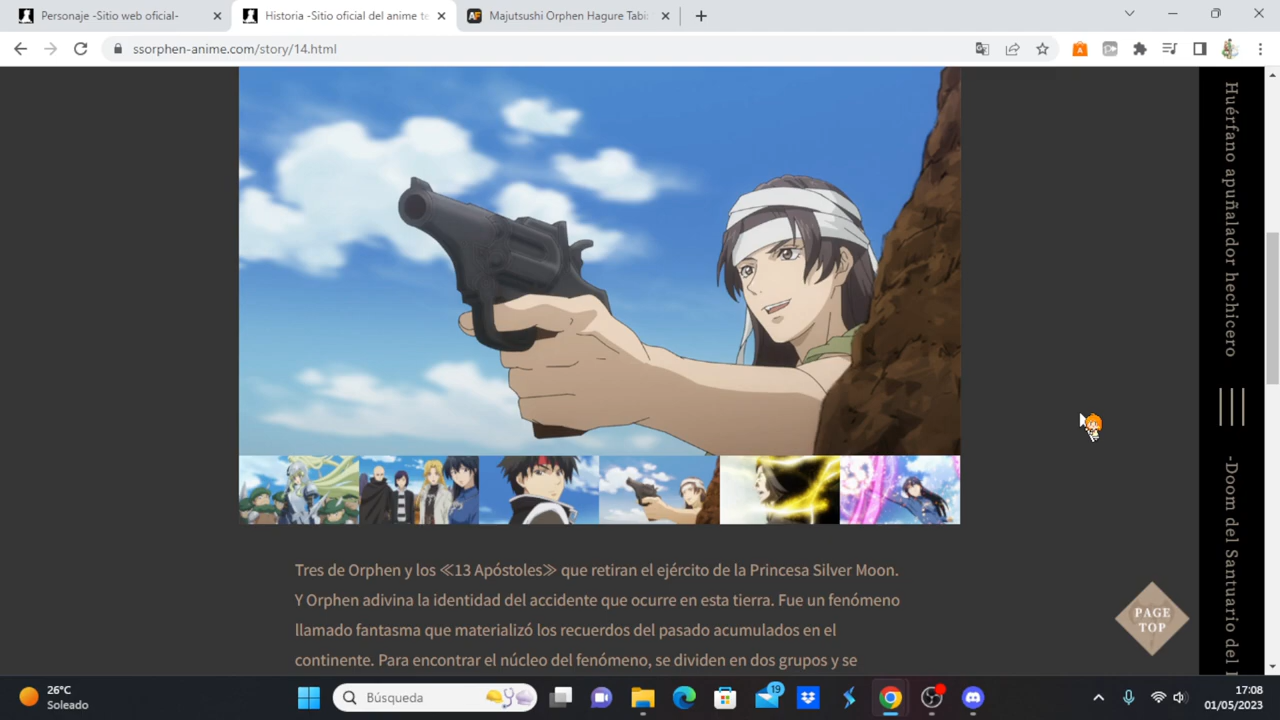 Personaje -Sitio web oficial-
Historia -Sitio oficial del anime te
Majutsushi Orphen Hagure Tabi
ssorphen-anime.com/story/14.html
Huérfano apuñalador hechicero
-Doom del Santuario del
Tres de Orphen y los ≪13 Apóstoles≫ que retiran el ejército de la Princesa Silver Moon.
Y Orphen adivina la identidad del accidente que ocurre en esta tierra. Fue un fenómeno
llamado fantasma que materializó los recuerdos del pasado acumulados en el
continente. Para encontrar el núcleo del fenómeno, se dividen en dos grupos y se
PAGE
TOP
26°C
Soleado
Búsqueda
19
17:08
01/05/2023